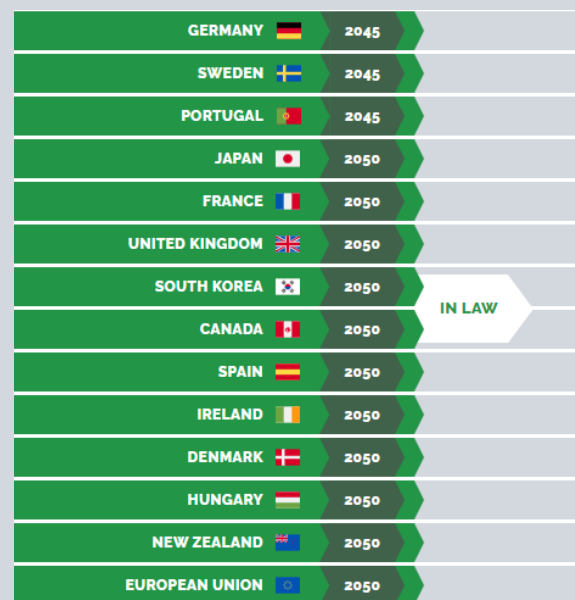 GERMANY 2045
SWEDEN 2045
PORTUGAL 2045
JAPAN 2050
FRANCE 2050
UNITED KINGDOM 2050
SOUTH KOREA 2050
IN LAW
CANADA 2050
SPAIN 2050
IRELAND 2050
DENMARK 2050
HUNGARY 2050
NEW ZEALAND 2050
EUROPEAN UNION 2050